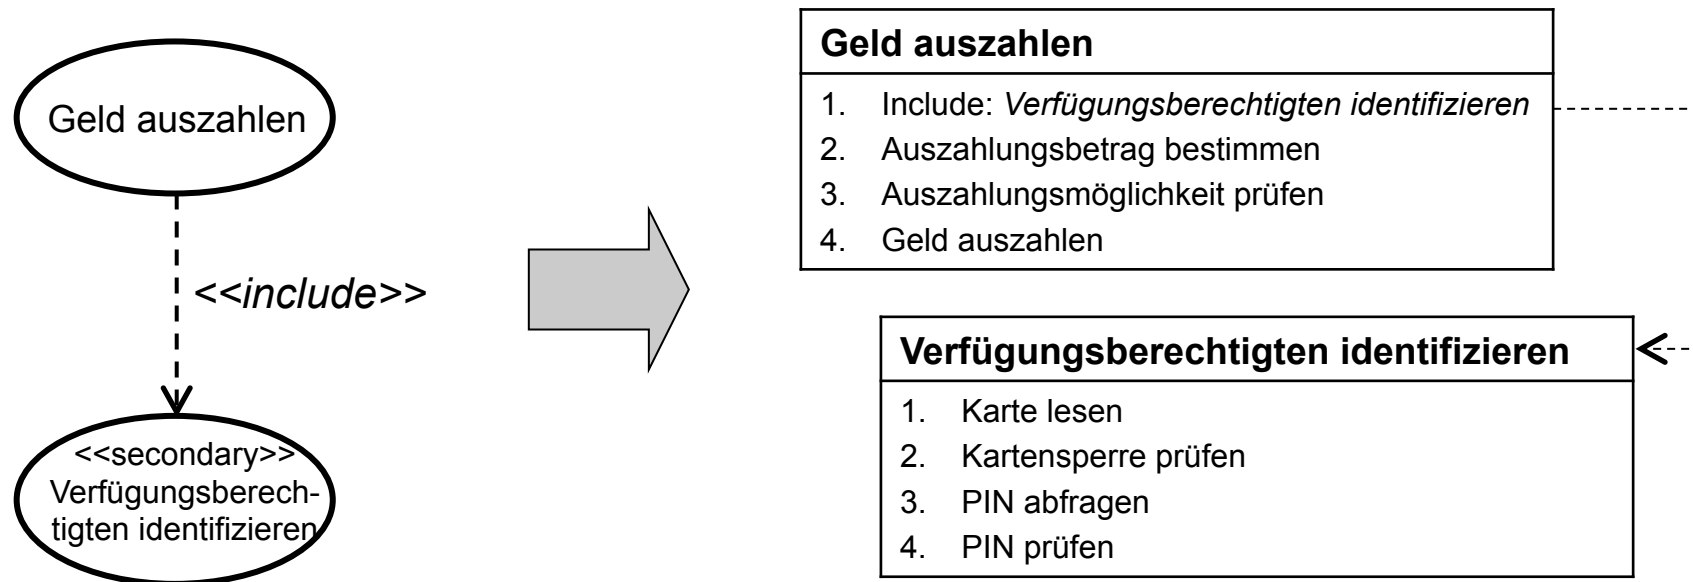 Geld auszahlen
<<include>>
<<secondary>>
Verfügungsberech-
tigten identifizieren
Geld auszahlen
1. Include: Verfügungsberechtigten identifizieren
2. Auszahlungsbetrag bestimmen
3. Auszahlungsmöglichkeit prüfen
4. Geld auszahlen
Verfügungsberechtigten identifizieren
1. Karte lesen
2. Kartensperre prüfen
3. PIN abfragen
4. PIN prüfen